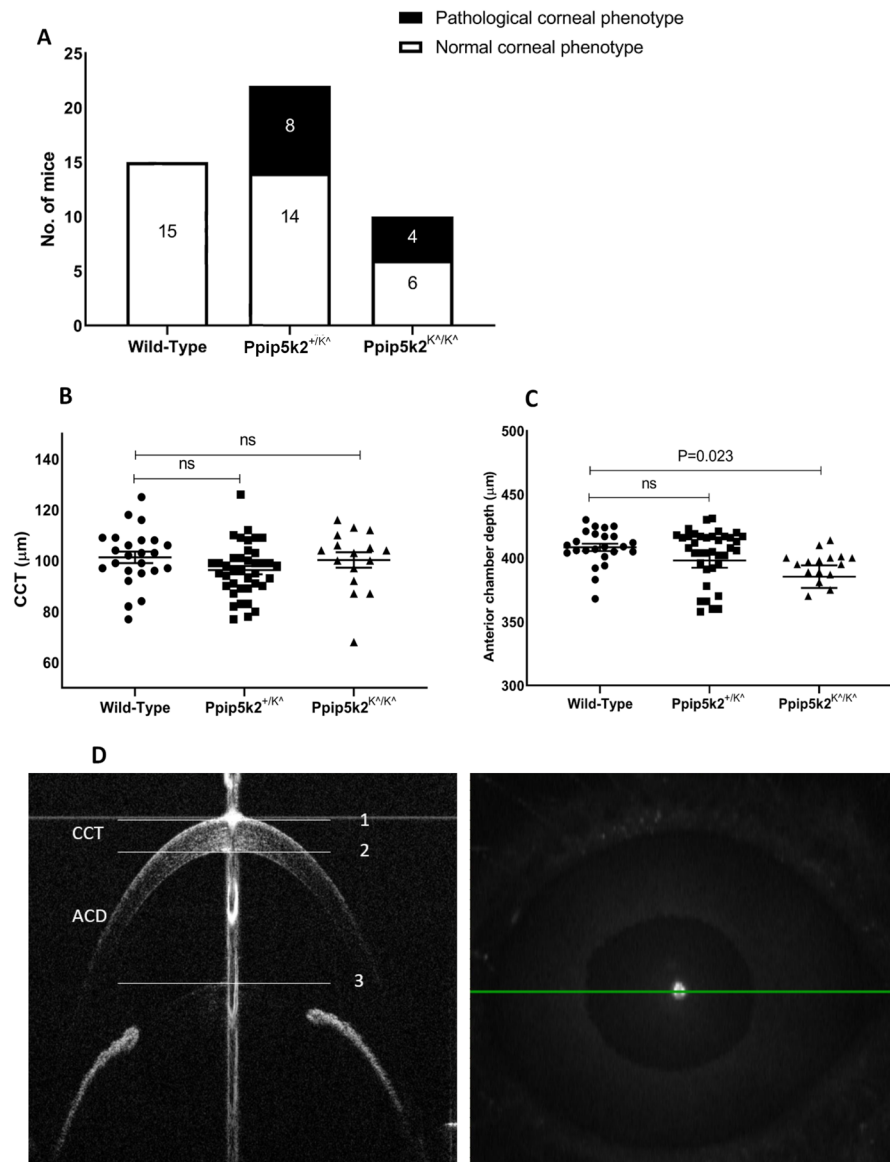 Pathological corneal phenotype
Normal corneal phenotype
A
No. of mice
25
20
15
10
5
0
15
8
14
4
6
Wild-Type
Ppip5k2+/K^
Ppip5k2K^/K^
B
CCT (μm)
140
120
100
80
60
ns
ns
Wild-Type
Ppip5k2+/K^
Ppip5k2K^/K^
C
Anterior chamber depth (μm)
500
450
400
350
300
P=0.023
ns
Wild-Type
Ppip5k2+/K^
Ppip5k2K^/K^
D
CCT
ACD
1
2
3